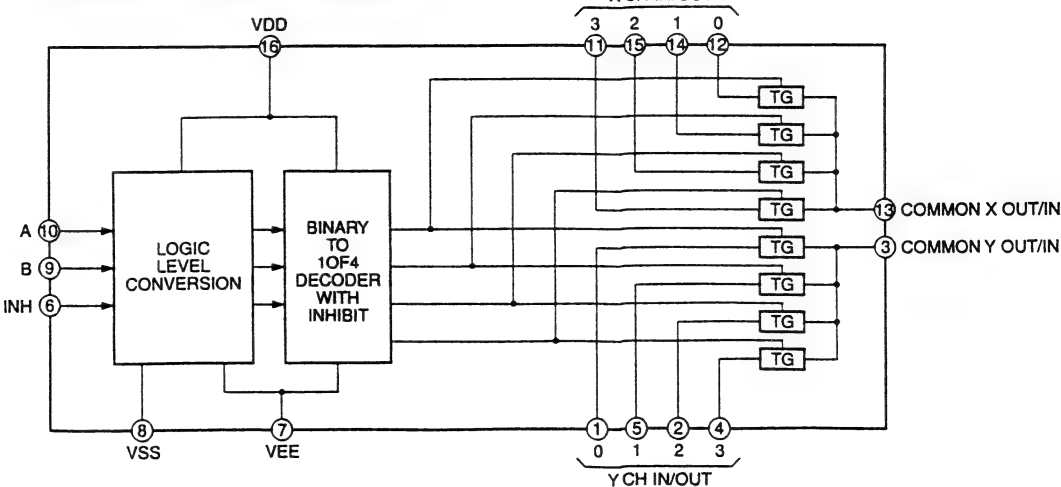 3 2 1 0
VDD
16 11 15 14 12
TG
TG
TG
TG
13 COMMON X OUT/IN
A 10
LOGIC
LEVEL
CONVERSION
BINARY
TO
1OF4
DECODER
WITH
INHIBIT
TG
3 COMMON Y OUT/IN
B 9
TG
INH 6
TG
TG
8 7 1 5 2 4
VSS VEE 0 1 2 3
Y CH IN/OUT